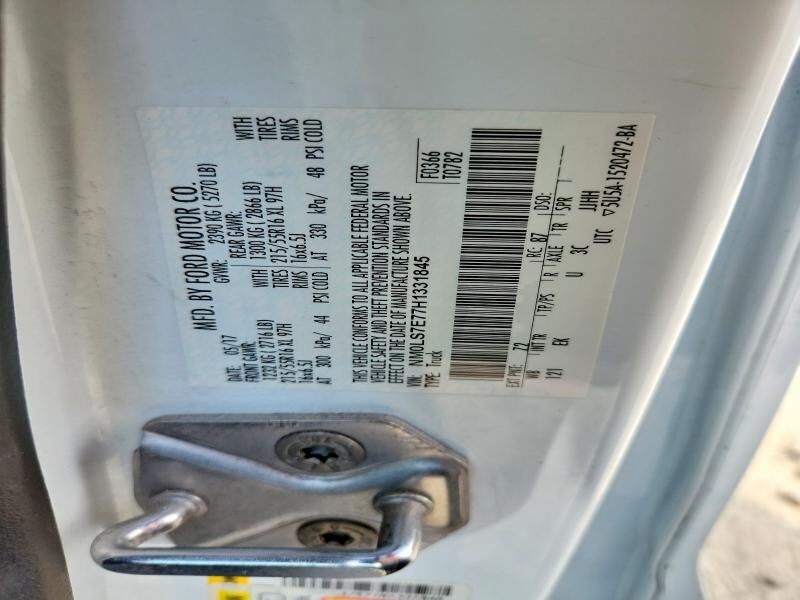 MFD. BY FORD MOTOR CO.
DATE: 05/17
GVWR: 2390 KG ( 5270 LB)
FRONT GAWR:
1232 KG ( 2716 LB)
215/55R16 XL 97H
16x6.5J
AT 300 kPa/ 44 PSI COLD
WITH
TIRES
RIMS
REAR GAWR:
1300 KG ( 2866 LB)
215/55R16 XL 97H
16x6.5J
AT 330 kPa/ 48 PSI COLD
WITH
TIRES
RIMS
THIS VEHICLE CONFORMS TO ALL APPLICABLE FEDERAL MOTOR
VEHICLE SAFETY AND THEFT PREVENTION STANDARDS IN
EFFECT ON THE DATE OF MANUFACTURE SHOWN ABOVE.
VIN: NM0LS7E77H1331845
TYPE: Truck
F0366
T0782
EXT PNT: Z2 RC: 87 DSO:
WB INT TR TP/PS R AXLE TR SPR
121 EK U 3C JJHH
UTC ▽5U5A-1520472-BA